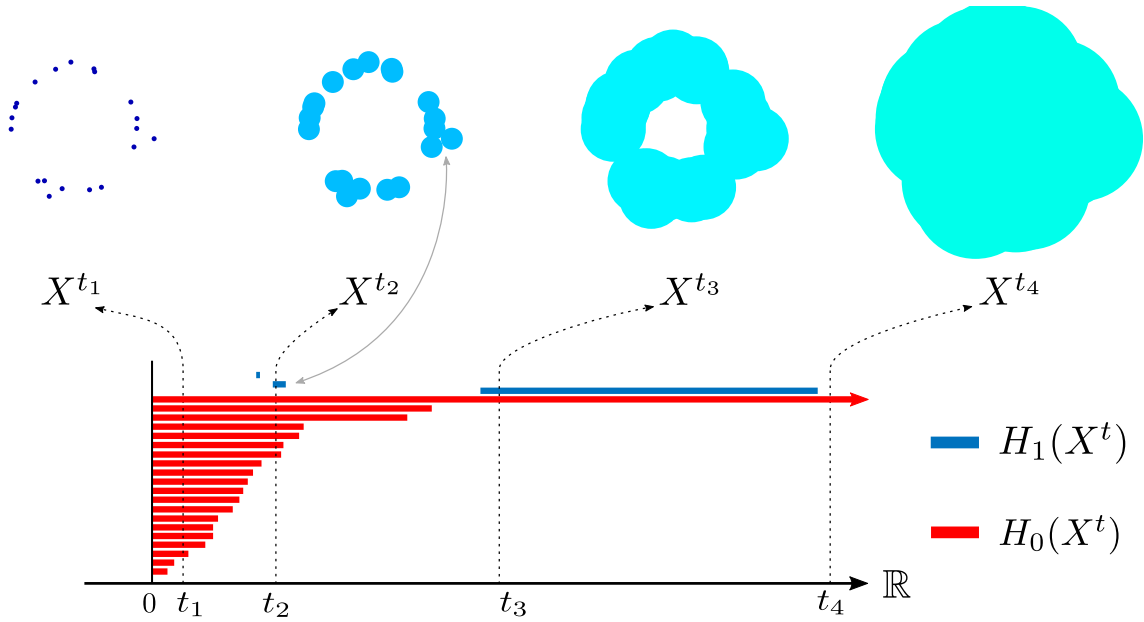 X^{t_1} X^{t_2} X^{t_3} X^{t_4}
H_1(X^t)
H_0(X^t)
ℝ
0 t_1 t_2 t_3 t_4